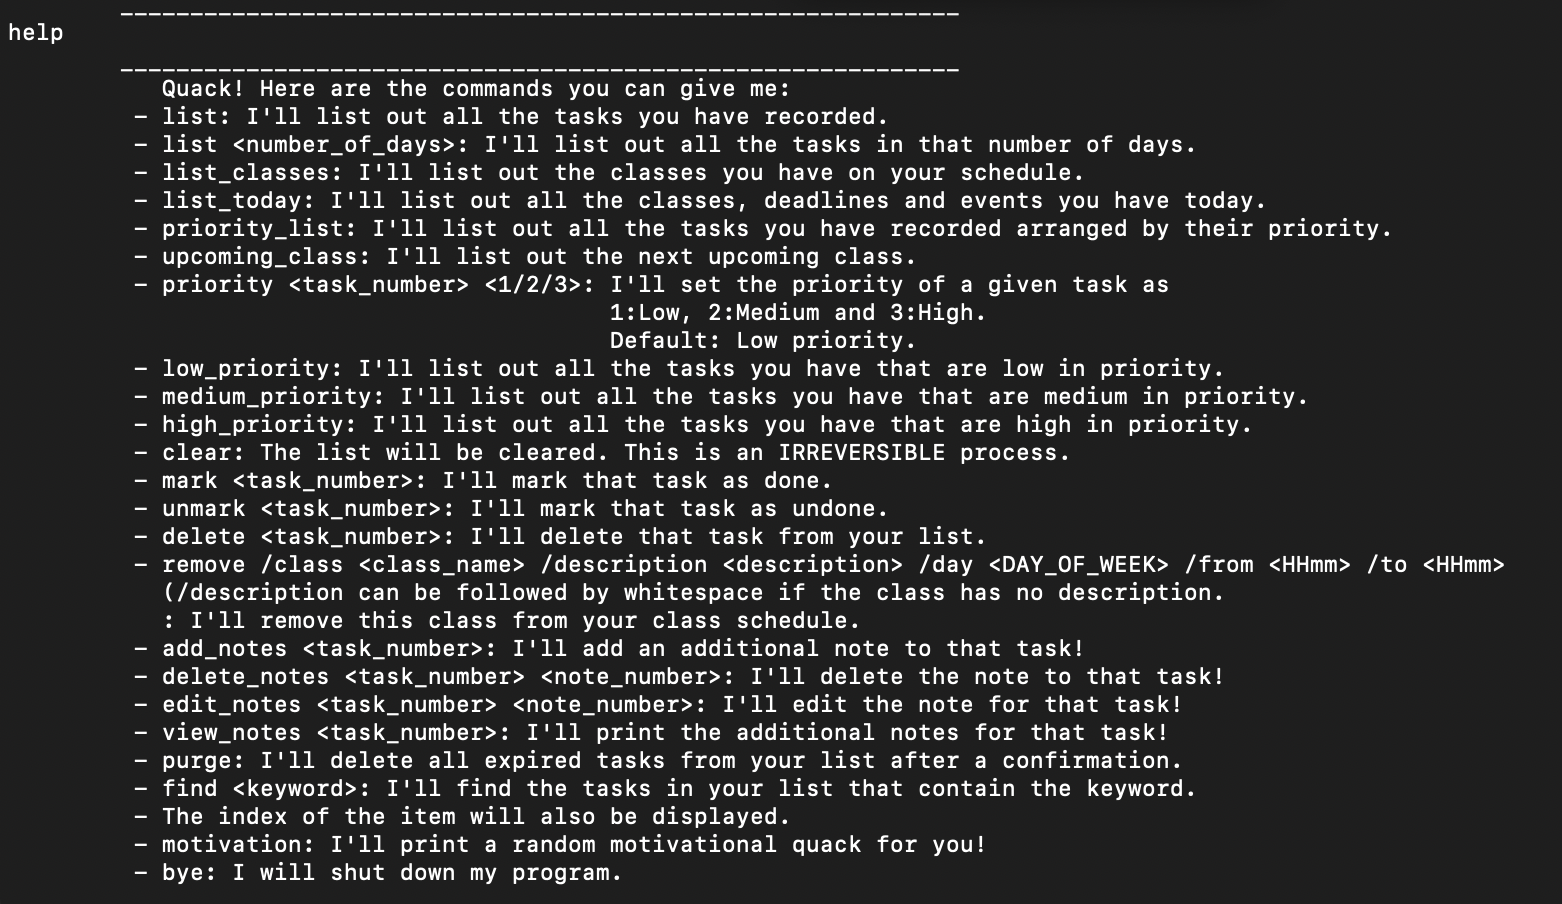 ____________________________________________________________
help
____________________________________________________________
Quack! Here are the commands you can give me:
- list: I'll list out all the tasks you have recorded.
- list <number_of_days>: I'll list out all the tasks in that number of days.
- list_classes: I'll list out the classes you have on your schedule.
- list_today: I'll list out all the classes, deadlines and events you have today.
- priority_list: I'll list out all the tasks you have recorded arranged by their priority.
- upcoming_class: I'll list out the next upcoming class.
- priority <task_number> <1/2/3>: I'll set the priority of a given task as
1:Low, 2:Medium and 3:High.
Default: Low priority.
- low_priority: I'll list out all the tasks you have that are low in priority.
- medium_priority: I'll list out all the tasks you have that are medium in priority.
- high_priority: I'll list out all the tasks you have that are high in priority.
- clear: The list will be cleared. This is an IRREVERSIBLE process.
- mark <task_number>: I'll mark that task as done.
- unmark <task_number>: I'll mark that task as undone.
- delete <task_number>: I'll delete that task from your list.
- remove /class <class_name> /description <description> /day <DAY_OF_WEEK> /from <HHmm> /to <HHmm>
(/description can be followed by whitespace if the class has no description.
: I'll remove this class from your class schedule.
- add_notes <task_number>: I'll add an additional note to that task!
- delete_notes <task_number> <note_number>: I'll delete the note to that task!
- edit_notes <task_number> <note_number>: I'll edit the note for that task!
- view_notes <task_number>: I'll print the additional notes for that task!
- purge: I'll delete all expired tasks from your list after a confirmation.
- find <keyword>: I'll find the tasks in your list that contain the keyword.
- The index of the item will also be displayed.
- motivation: I'll print a random motivational quack for you!
- bye: I will shut down my program.